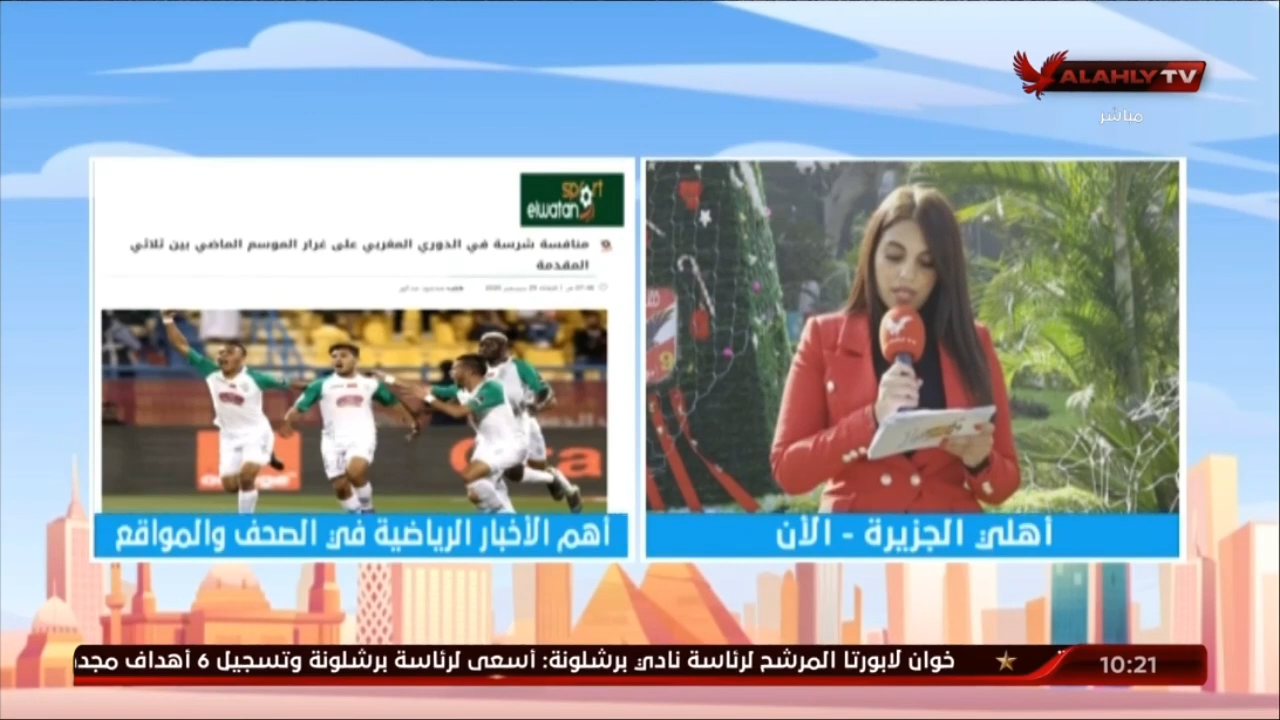 ALAHLY TV
مباشر
sport
elwatan
منافسة شرسة في الدوري المغربي على غرار الموسم الماضي بين ثلاثي
المقدمة
أهم الأخبار الرياضية في الصحف والمواقع
أهلي الجزيرة - الأن
خوان لابورتا المرشح لرئاسة نادي برشلونة: أسعى لرئاسة برشلونة وتسجيل 6 أهداف مجد
10:21